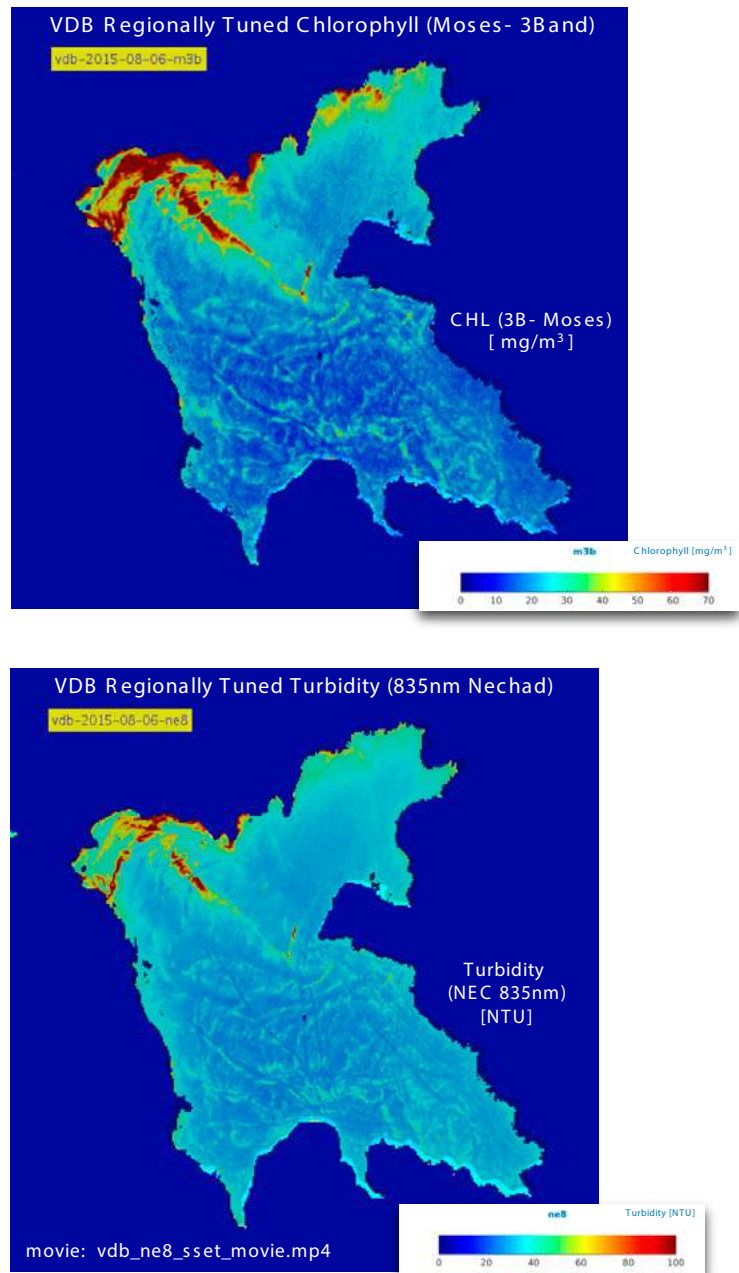 VDB Regionally Tuned Chlorophyll (Moses- 3Band)
vdb-2015-08-06-m3b
CHL (3B- Moses)
[ mg/m³ ]
m3b Chlorophyll [mg/m³ ]
0 10 20 30 40 50 60 70
VDB Regionally Tuned Turbidity (835nm Nechad)
vdb-2015-08-06-ne8
Turbidity
(NEC 835nm)
[NTU]
movie: vdb_ne8_sset_movie.mp4
ne8 Turbidity [NTU]
0 20 40 60 80 100